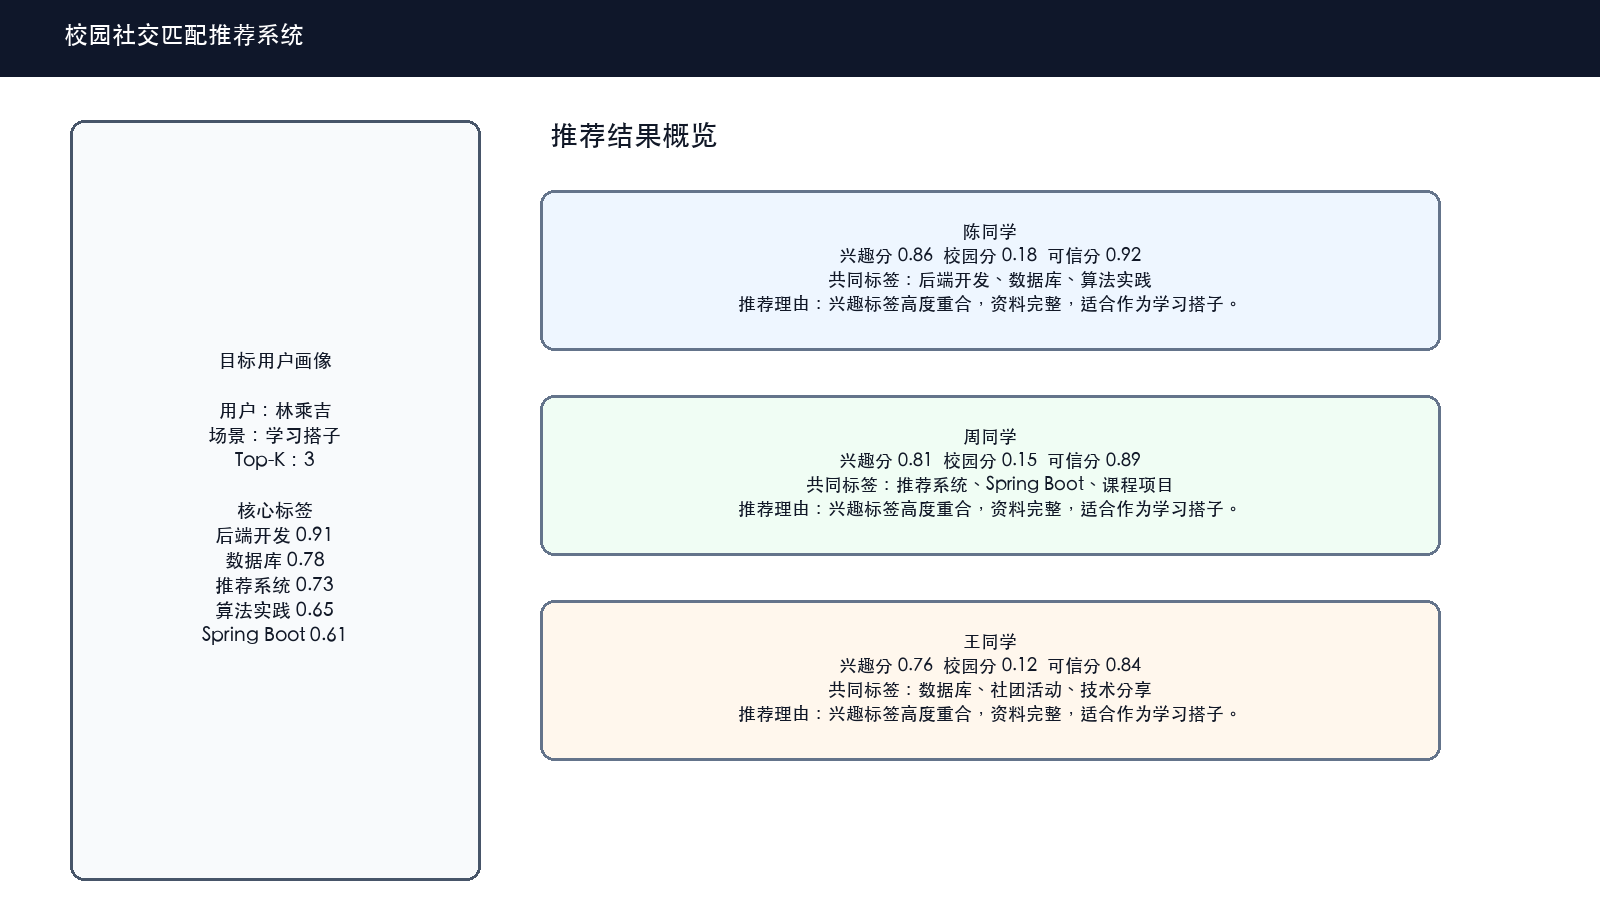 校园社交匹配推荐系统
目标用户画像
用户：林乘吉
场景：学习搭子
Top-K：3
核心标签
后端开发 0.91
数据库 0.78
推荐系统 0.73
算法实践 0.65
Spring Boot 0.61
推荐结果概览
陈同学
兴趣分 0.86 校园分 0.18 可信分 0.92
共同标签：后端开发、数据库、算法实践
推荐理由：兴趣标签高度重合，资料完整，适合作为学习搭子。
周同学
兴趣分 0.81 校园分 0.15 可信分 0.89
共同标签：推荐系统、Spring Boot、课程项目
推荐理由：兴趣标签高度重合，资料完整，适合作为学习搭子。
王同学
兴趣分 0.76 校园分 0.12 可信分 0.84
共同标签：数据库、社团活动、技术分享
推荐理由：兴趣标签高度重合，资料完整，适合作为学习搭子。